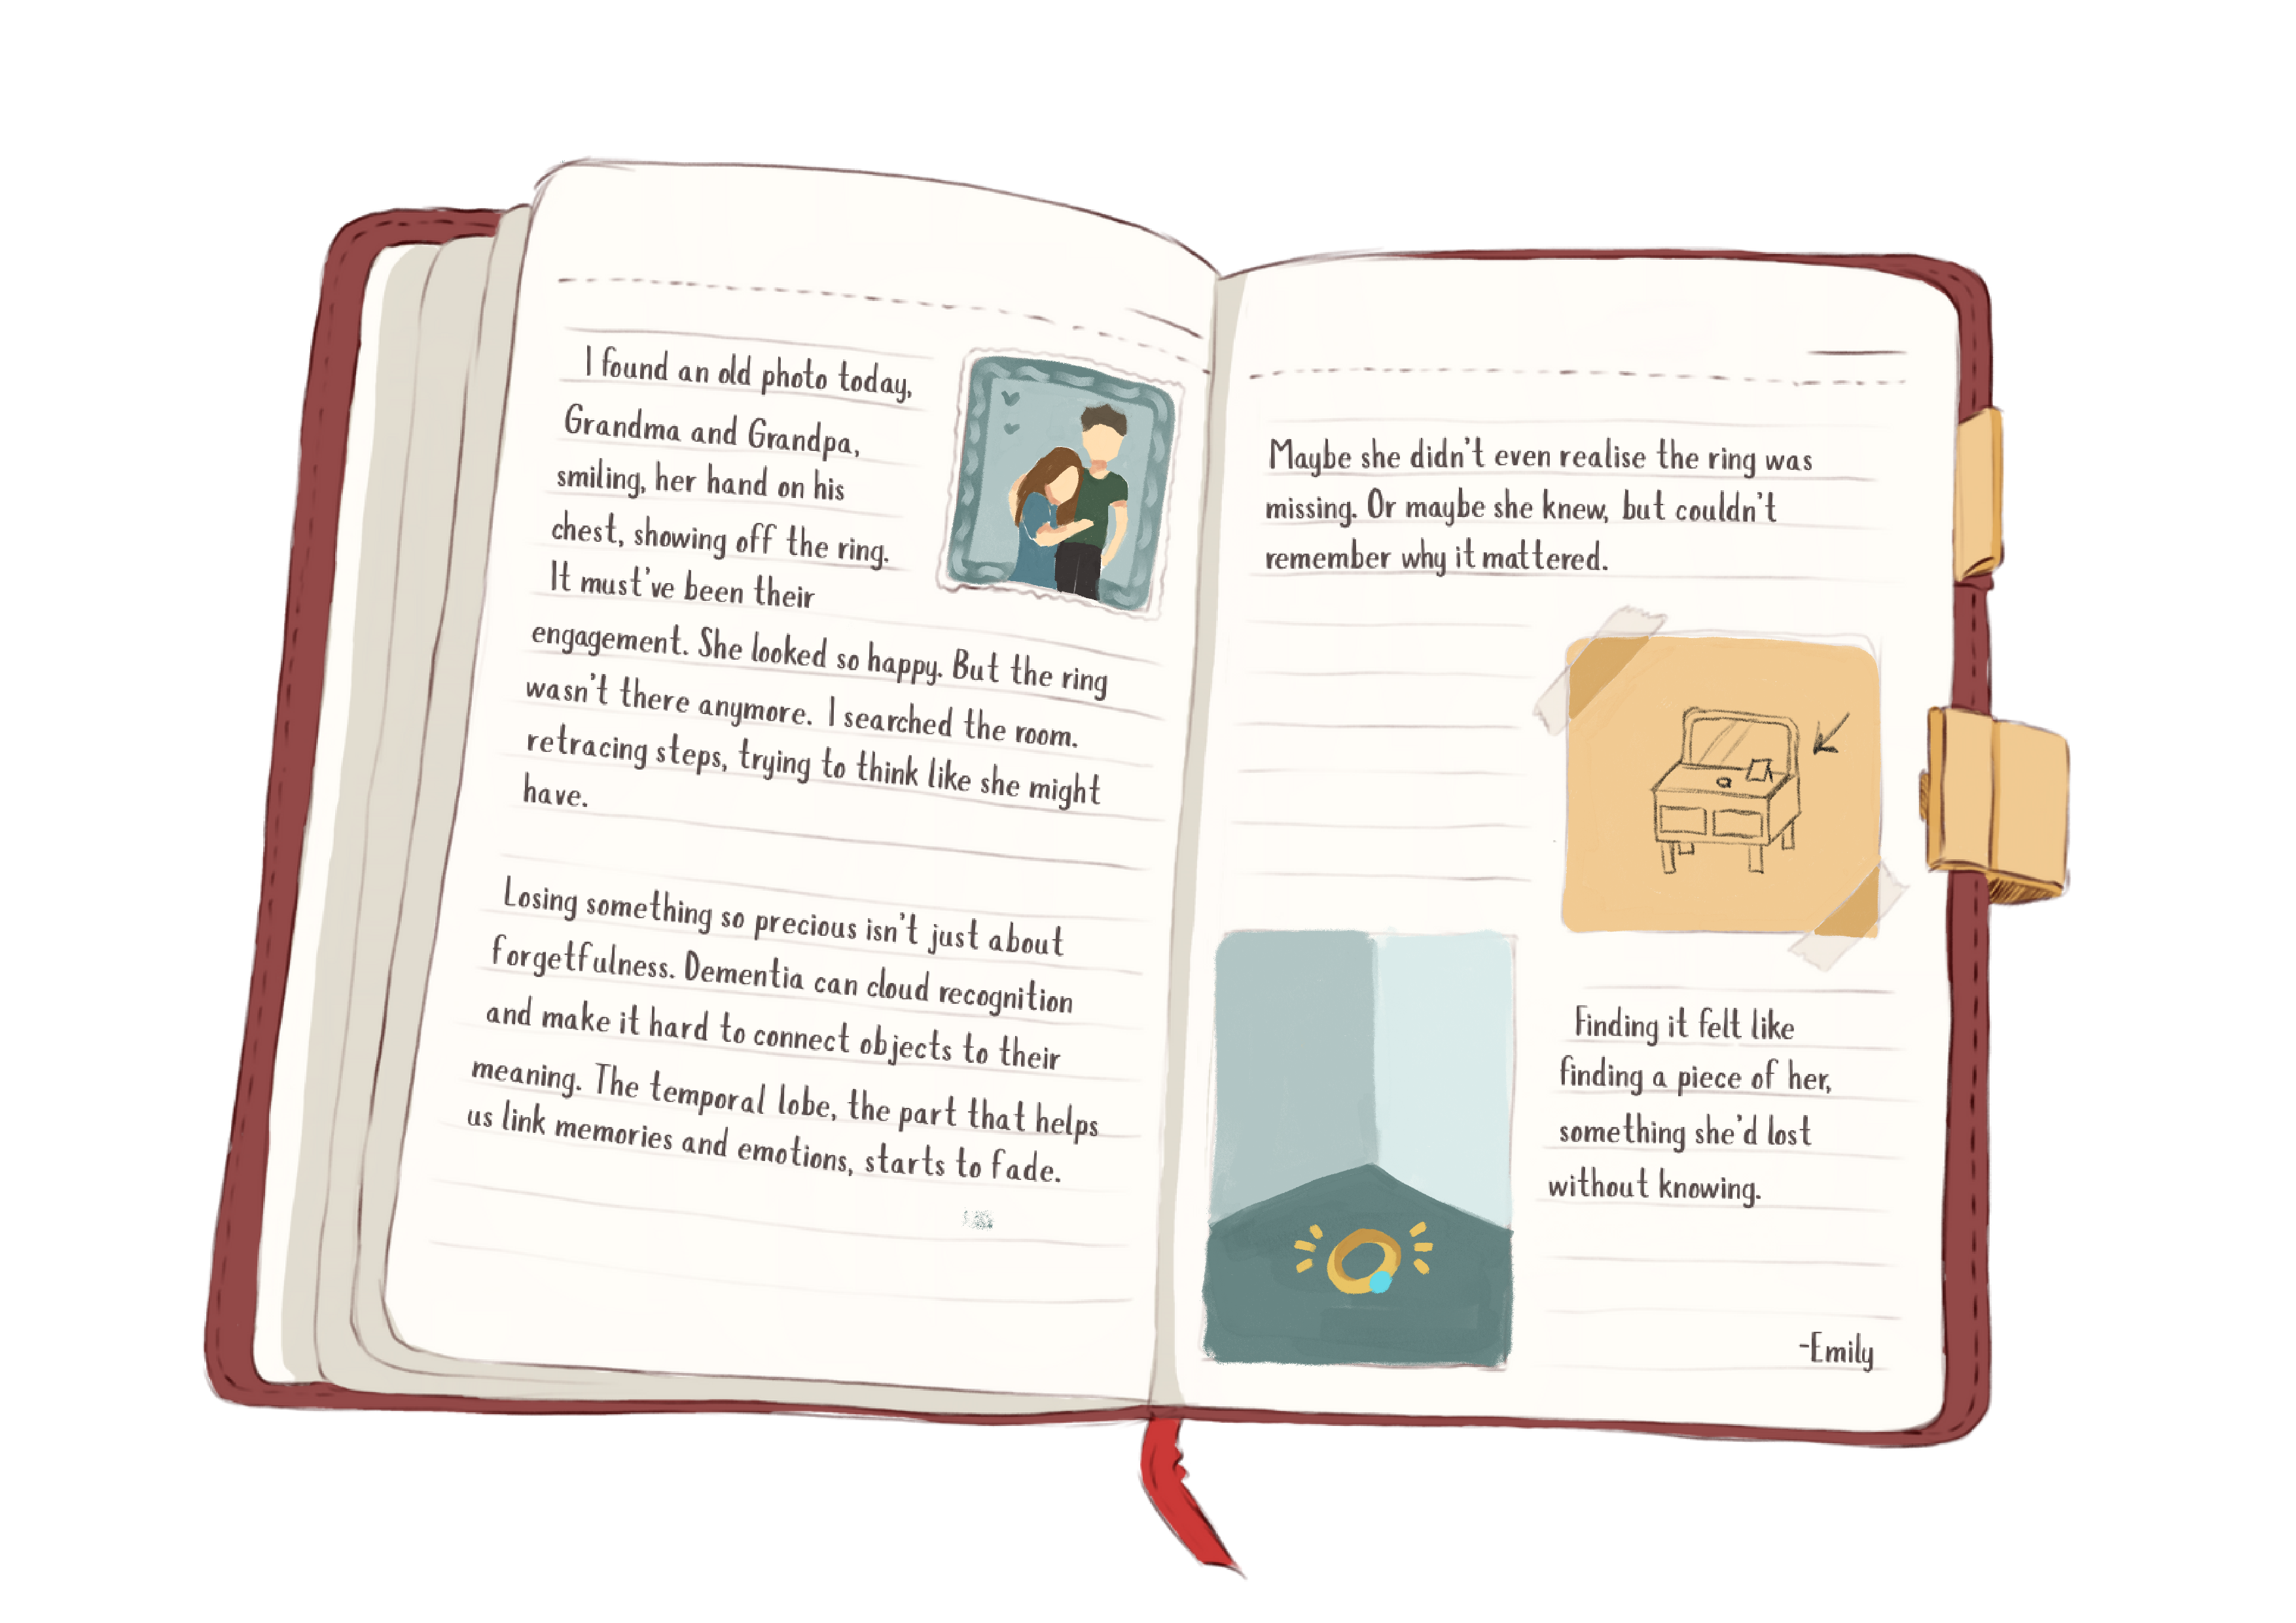 I found an old photo today,
Grandma and Grandpa,
smiling, her hand on his
chest, showing off the ring.
It must've been their
engagement. She looked so happy. But the ring
wasn't there anymore. I searched the room.
retracing steps, trying to think like she might
have.
Losing something so precious isn't just about
forgetfulness. Dementia can cloud recognition
and make it hard to connect objects to their
meaning. The temporal lobe, the part that helps
us link memories and emotions, starts to fade.
Maybe she didn't even realise the ring was
missing. Or maybe she knew, but couldn't
remember why it mattered.
Finding it felt like
finding a piece of her,
something she'd lost
without knowing.
-Emily